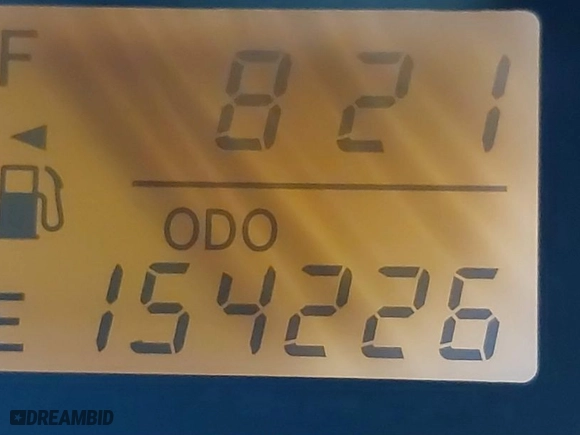 F
821
ODO
E 154226
DREAMBID